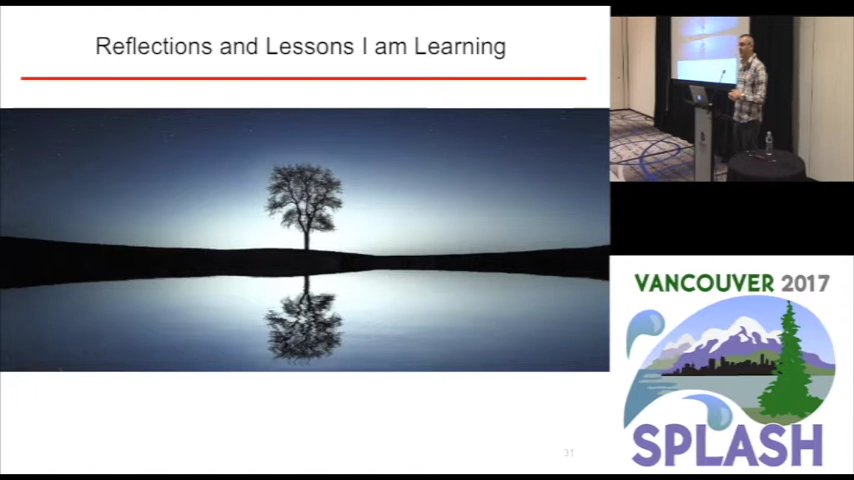 Reflections and Lessons I am Learning
31
VANCOUVER 2017
SPLASH